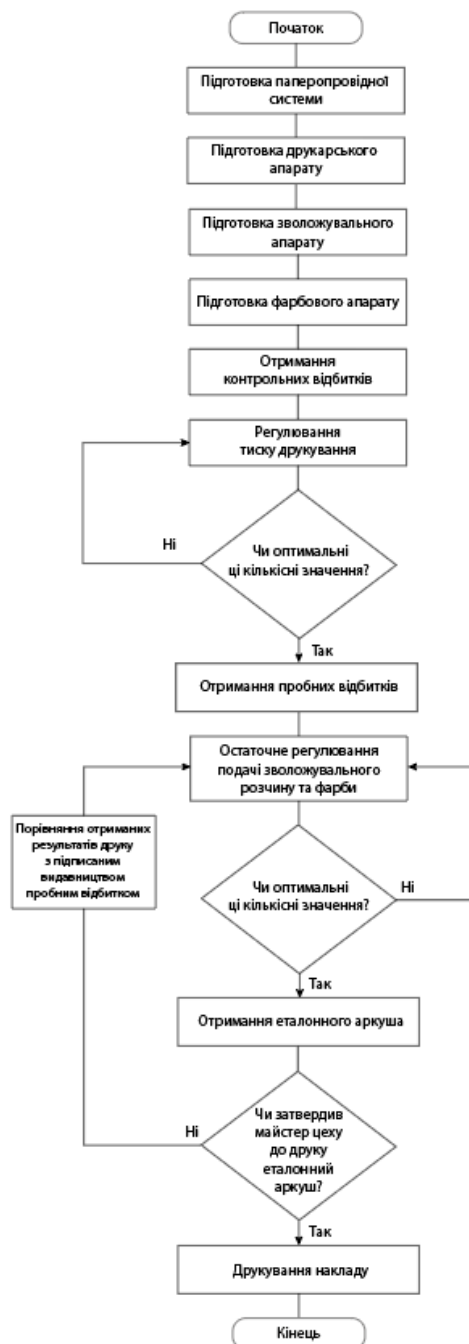 Початок
Підготовка паперопровідної
системи
Підготовка друкарського
апарату
Підготовка зволожувального
апарату
Підготовка фарбового апарату
Отримання
контрольних відбитків
Регулювання
тиску друкування
Ні
Чи оптимальні
ці кількісні значення?
Так
Отримання пробних відбитків
Остаточне регулювання
подачі зволожувального
розчину та фарби
Порівняння отриманих
результатів друку
з підписаним
видавництвом
пробним відбитком
Чи оптимальні
ці кількісні значення?
Ні
Так
Отримання еталонного аркуша
Ні
Чи затвердив
майстер цеху
до друку
еталонний
аркуш?
Так
Друкування накладу
Кінець